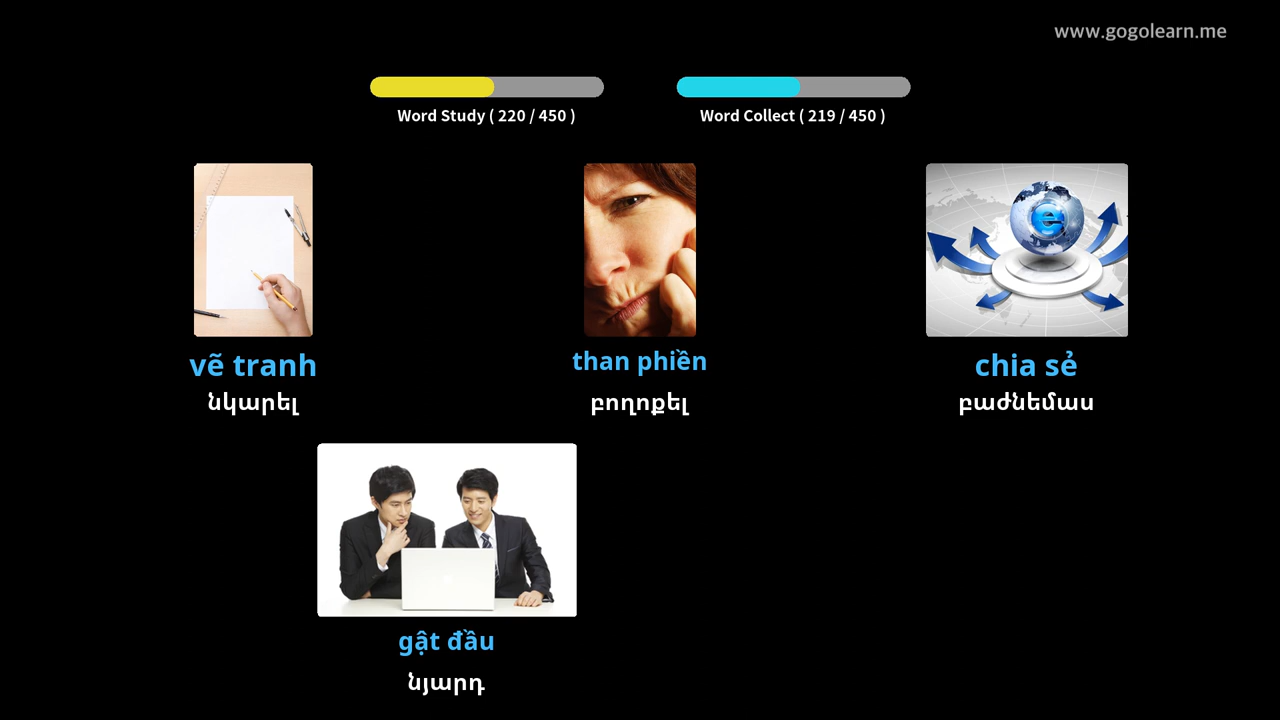 www.gogolearn.me
Word Study ( 220 / 450 )
Word Collect ( 219 / 450 )
vẽ tranh
նկարել
than phiền
բողոքել
chia sẻ
բաժնեմաս
gật đầu
նյարդ